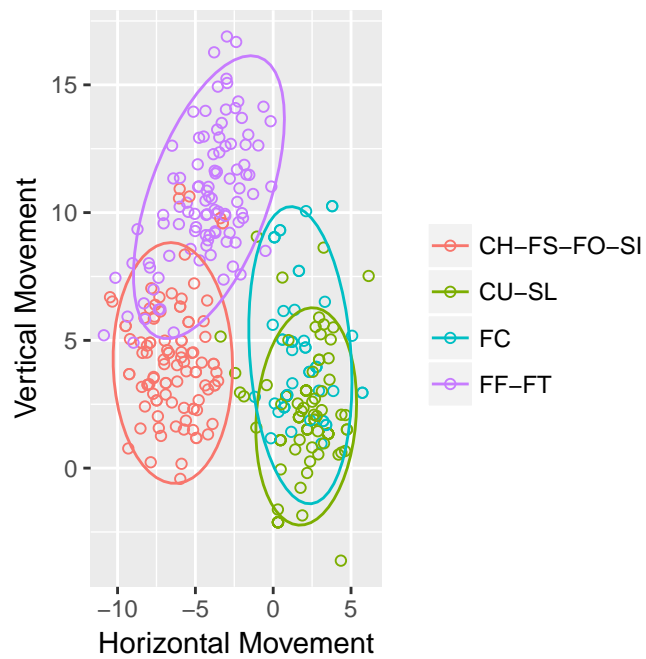 Vertical Movement
15
10
5
0
−10
−5
0
5
Horizontal Movement
CH−FS−FO−SI
CU−SL
FC
FF−FT